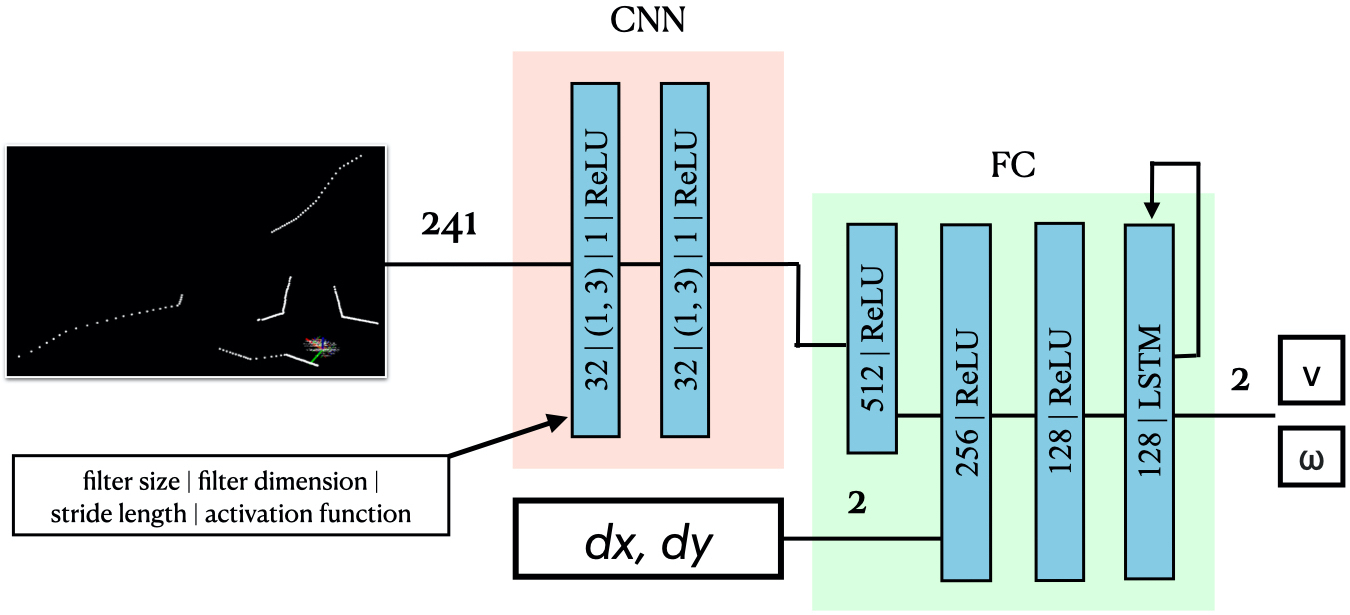 CNN
241
32 | (1, 3) | 1 | ReLU
32 | (1, 3) | 1 | ReLU
filter size | filter dimension |
stride length | activation function
FC
512 | ReLU
256 | ReLU
128 | ReLU
128 | LSTM
2
dx, dy
2
v
ω